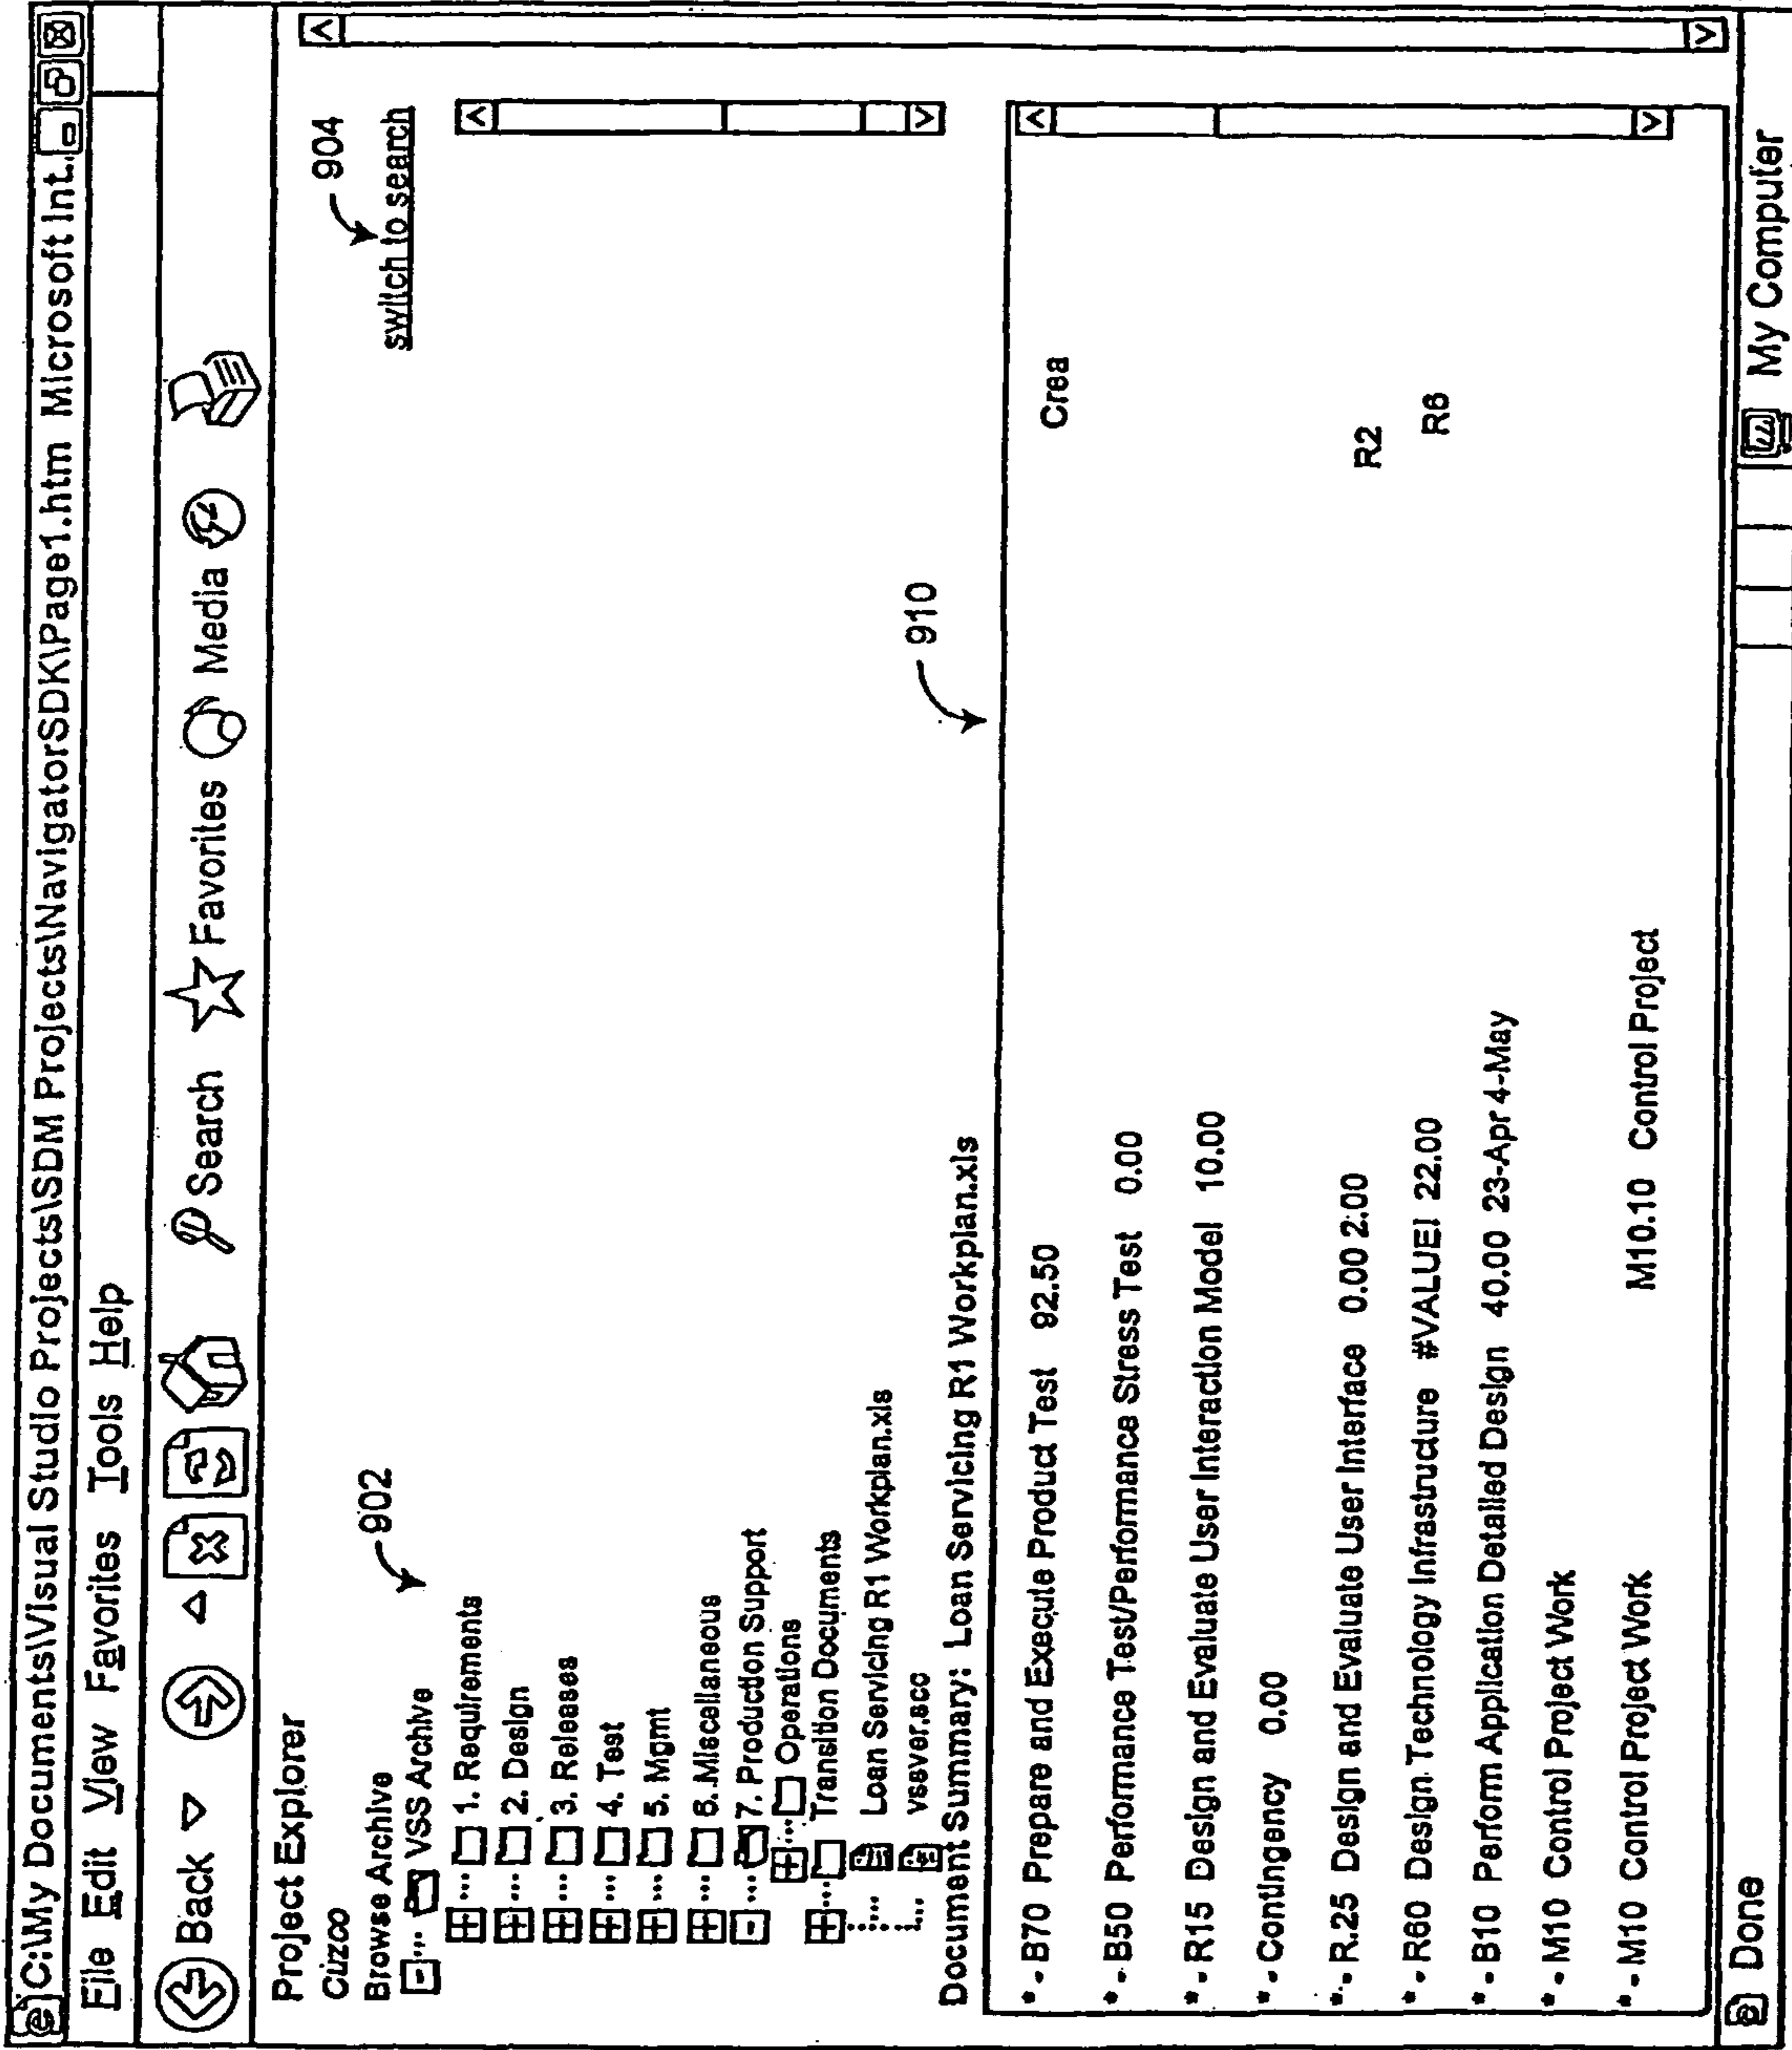 C:\My Documents\Visual Studio Projects\SDM Projects\NavigatorSDK\Page1.htm Microsoft Int.
File Edit View Favorites Tools Help
Back Search Favorites Media
Project Explorer
Cuzco
904
switch to search
Browse Archive
902
VSS Archive
1. Requirements
2. Design
3. Releases
4. Test
5. Mgmt
6. Miscellaneous
7. Production Support
Operations
Transition Documents
Loan Servicing R1 Workplan.xls
vssver.scc
910
Document Summary: Loan Servicing R1 Workplan.xls
* - B70 Prepare and Execute Product Test 92.50 Crea
* - B50 Performance Test/Performance Stress Test 0.00
* - R15 Design and Evaluate User Interaction Model 10.00
* - Contingency 0.00
* - R.25 Design and Evaluate User Interface 0.00 2.00 R2
* - R60 Design Technology Infrastructure #VALUE! 22.00 R6
* - B10 Perform Application Detailed Design 40.00 23-Apr 4-May
* - M10 Control Project Work
* - M10 Control Project Work M10.10 Control Project
Done My Computer